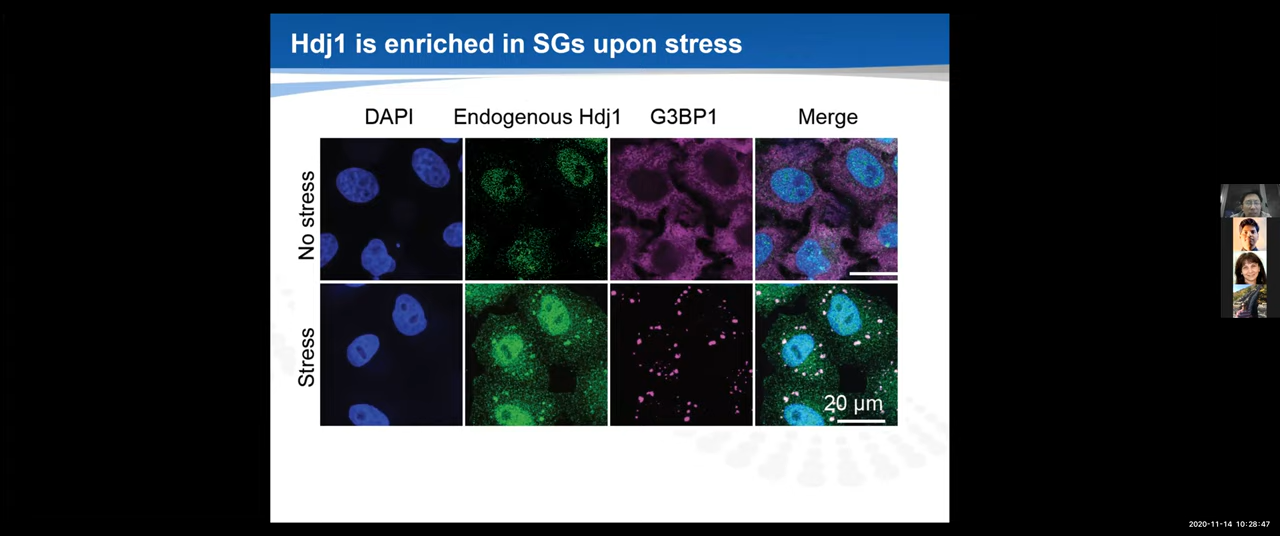 Hdj1 is enriched in SGs upon stress
DAPI Endogenous Hdj1 G3BP1 Merge
No stress
Stress
20 µm
2020-11-14 10:28:47